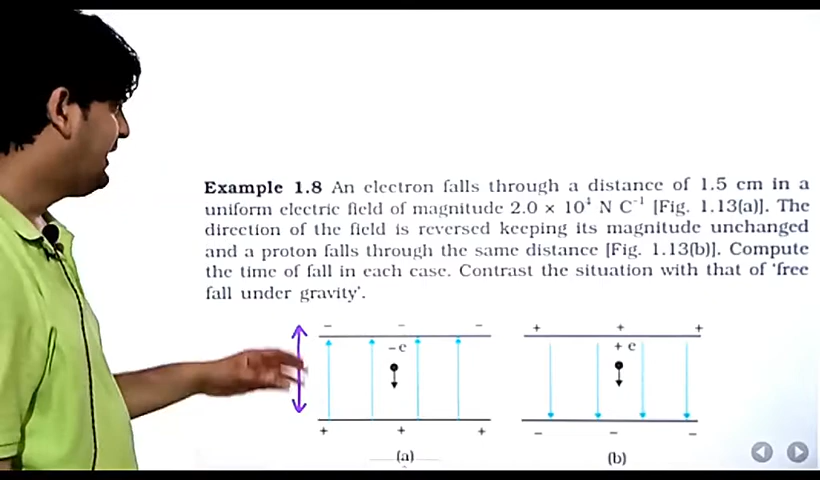 Example 1.8 An electron falls through a distance of 1.5 cm in a
uniform electric field of magnitude 2.0 × 10⁴ N C⁻¹ [Fig. 1.13(a)]. The
direction of the field is reversed keeping its magnitude unchanged
and a proton falls through the same distance [Fig. 1.13(b)]. Compute
the time of fall in each case. Contrast the situation with that of ‘free
fall under gravity’.
− − − + + +
−e + e
+ + + − − −
(a) (b)